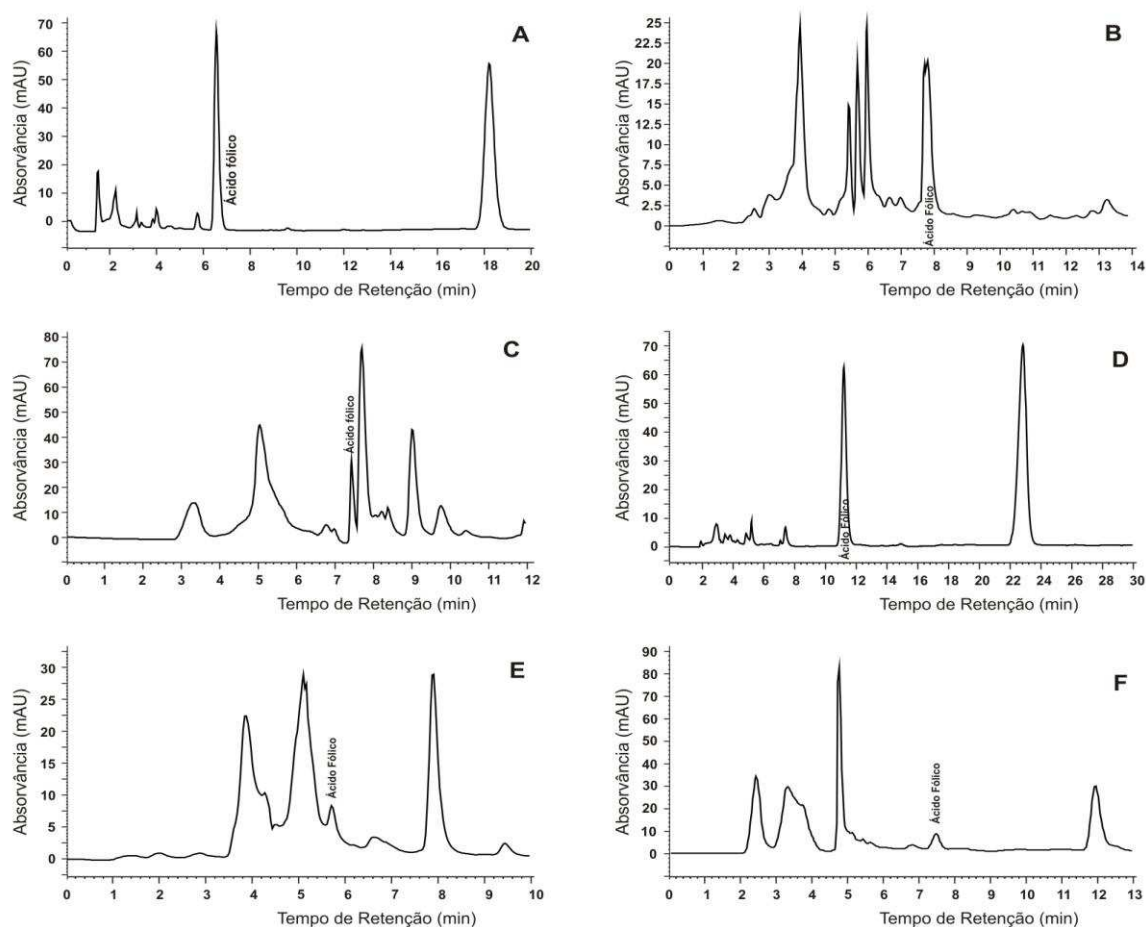 A
Absorvância (mAU)
70
60
50
40
30
20
10
0
Ácido fólico
0 2 4 6 8 10 12 14 16 18 20
Tempo de Retenção (min)
B
Absorvância (mAU)
25
22.5
20
17.5
15
12.5
10
7.5
5
2.5
0
Ácido Fólico
0 1 2 3 4 5 6 7 8 9 10 11 12 13 14
Tempo de Retenção (min)
C
Absorvância (mAU)
80
70
60
50
40
30
20
10
0
Ácido fólico
0 1 2 3 4 5 6 7 8 9 10 11 12
Tempo de Retenção (min)
D
Absorvância (mAU)
70
60
50
40
30
20
10
0
Ácido Fólico
0 2 4 6 8 10 12 14 16 18 20 22 24 26 28 30
Tempo de Retenção (min)
E
Absorvância (mAU)
30
25
20
15
10
5
0
Ácido Fólico
0 1 2 3 4 5 6 7 8 9 10
Tempo de Retenção (min)
F
Absorvância (mAU)
90
80
70
60
50
40
30
20
10
0
Ácido Fólico
0 1 2 3 4 5 6 7 8 9 10 11 12 13
Tempo de Retenção (min)